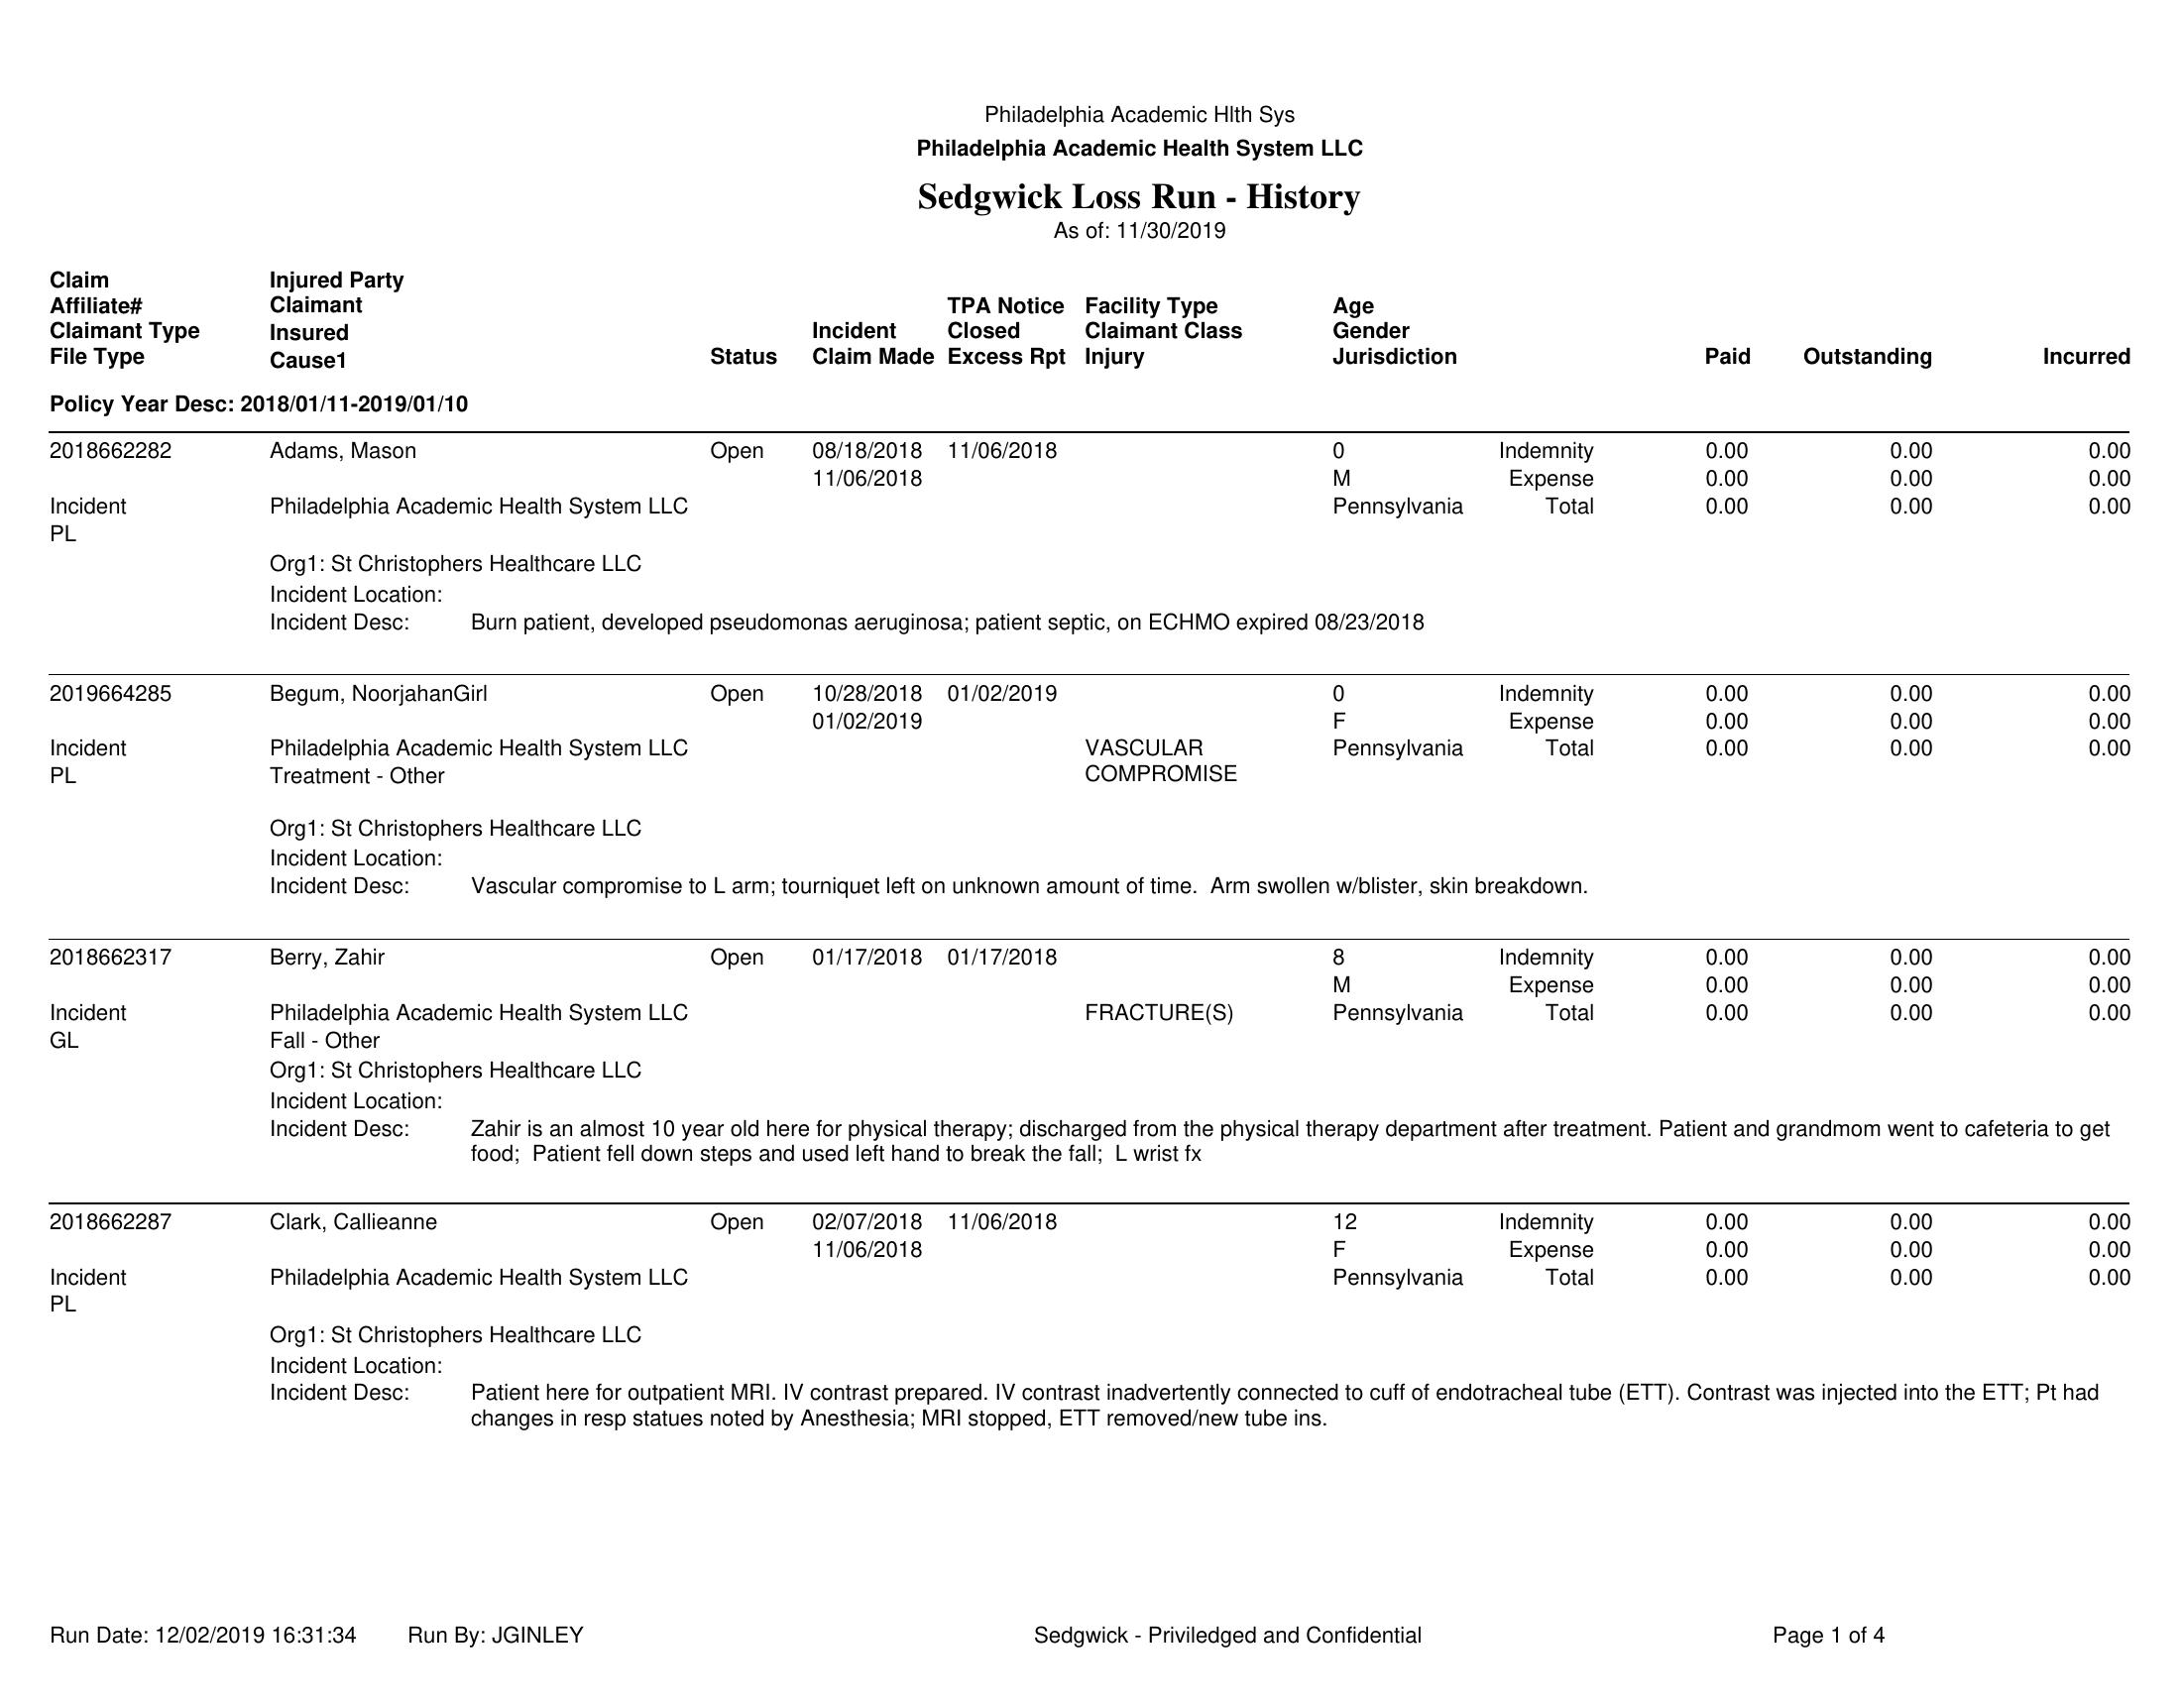 Philadelphia Academic Hlth Sys
Philadelphia Academic Health System LLC
Sedgwick Loss Run - History
As of: 11/30/2019
Claim Injured Party
Affiliate# Claimant TPA Notice Facility Type Age
Claimant Type Insured Incident Closed Claimant Class Gender
File Type Cause1 Status Claim Made Excess Rpt Injury Jurisdiction Paid Outstanding Incurred
Policy Year Desc: 2018/01/11-2019/01/10
2018662282 Adams, Mason Open 08/18/2018 11/06/2018 0 Indemnity 0.00 0.00 0.00
11/06/2018 M Expense 0.00 0.00 0.00
Incident Philadelphia Academic Health System LLC Pennsylvania Total 0.00 0.00 0.00
PL
Org1: St Christophers Healthcare LLC
Incident Location:
Incident Desc: Burn patient, developed pseudomonas aeruginosa; patient septic, on ECHMO expired 08/23/2018
2019664285 Begum, NoorjahanGirl Open 10/28/2018 01/02/2019 0 Indemnity 0.00 0.00 0.00
01/02/2019 F Expense 0.00 0.00 0.00
Incident Philadelphia Academic Health System LLC VASCULAR Pennsylvania Total 0.00 0.00 0.00
PL Treatment - Other COMPROMISE
Org1: St Christophers Healthcare LLC
Incident Location:
Incident Desc: Vascular compromise to L arm; tourniquet left on unknown amount of time.  Arm swollen w/blister, skin breakdown.
2018662317 Berry, Zahir Open 01/17/2018 01/17/2018 8 Indemnity 0.00 0.00 0.00
M Expense 0.00 0.00 0.00
Incident Philadelphia Academic Health System LLC FRACTURE(S) Pennsylvania Total 0.00 0.00 0.00
GL Fall - Other
Org1: St Christophers Healthcare LLC
Incident Location:
Incident Desc: Zahir is an almost 10 year old here for physical therapy; discharged from the physical therapy department after treatment. Patient and grandmom went to cafeteria to get
food;  Patient fell down steps and used left hand to break the fall;  L wrist fx
2018662287 Clark, Callieanne Open 02/07/2018 11/06/2018 12 Indemnity 0.00 0.00 0.00
11/06/2018 F Expense 0.00 0.00 0.00
Incident Philadelphia Academic Health System LLC Pennsylvania Total 0.00 0.00 0.00
PL
Org1: St Christophers Healthcare LLC
Incident Location:
Incident Desc: Patient here for outpatient MRI. IV contrast prepared. IV contrast inadvertently connected to cuff of endotracheal tube (ETT). Contrast was injected into the ETT; Pt had
changes in resp statues noted by Anesthesia; MRI stopped, ETT removed/new tube ins.
Run Date: 12/02/2019 16:31:34 Run By: JGINLEY Sedgwick - Priviledged and Confidential Page 1 of 4